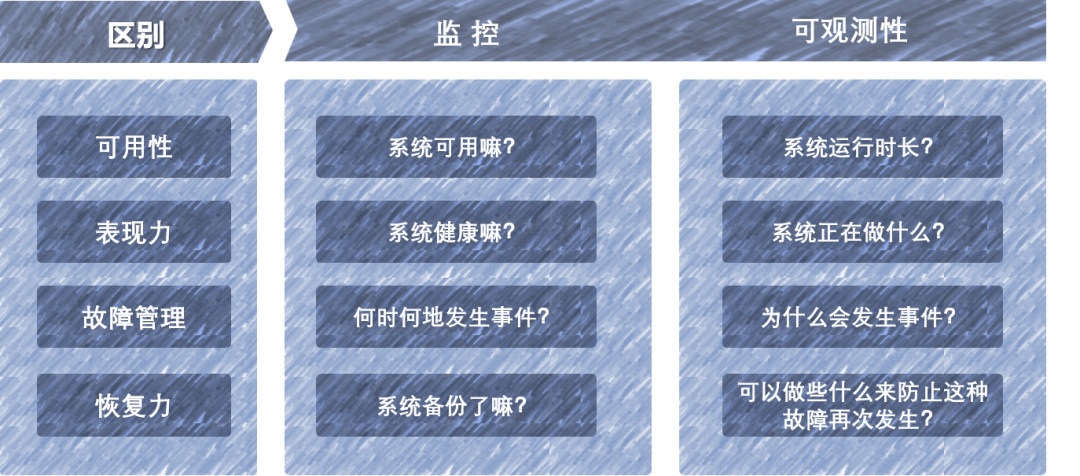 区别
监控
可观测性
可用性
系统可用嘛?
系统运行时长?
表现力
系统健康嘛?
系统正在做什么?
故障管理
何时何地发生事件?
为什么会发生事件?
恢复力
系统备份了嘛?
可以做些什么来防止这种
故障再次发生?